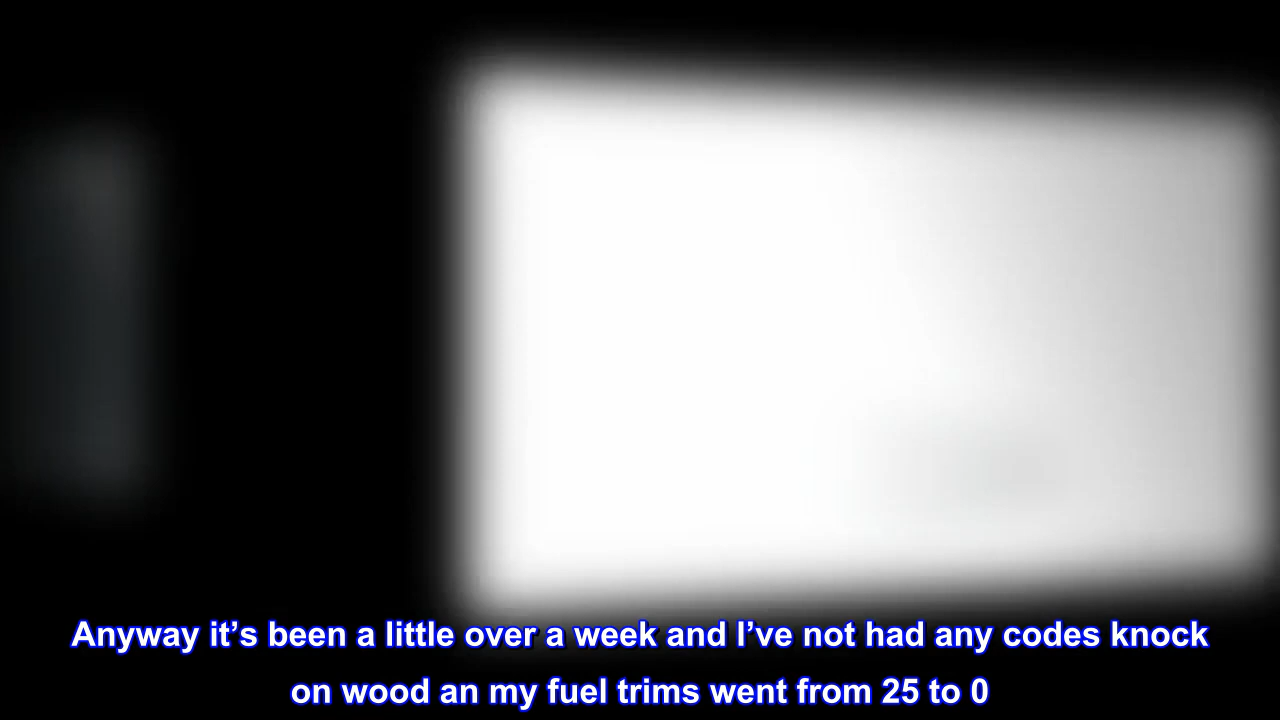 Anyway it’s been a little over a week and I’ve not had any codes knock
on wood an my fuel trims went from 25 to 0